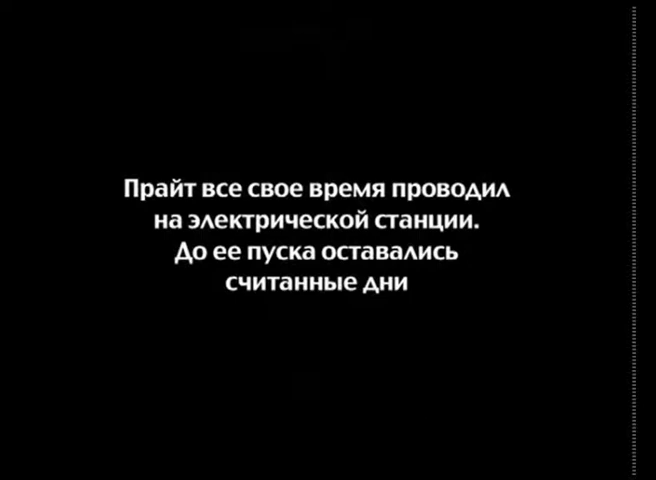 Прайт все свое время проводил
на электрической станции.
До ее пуска оставались
считанные дни